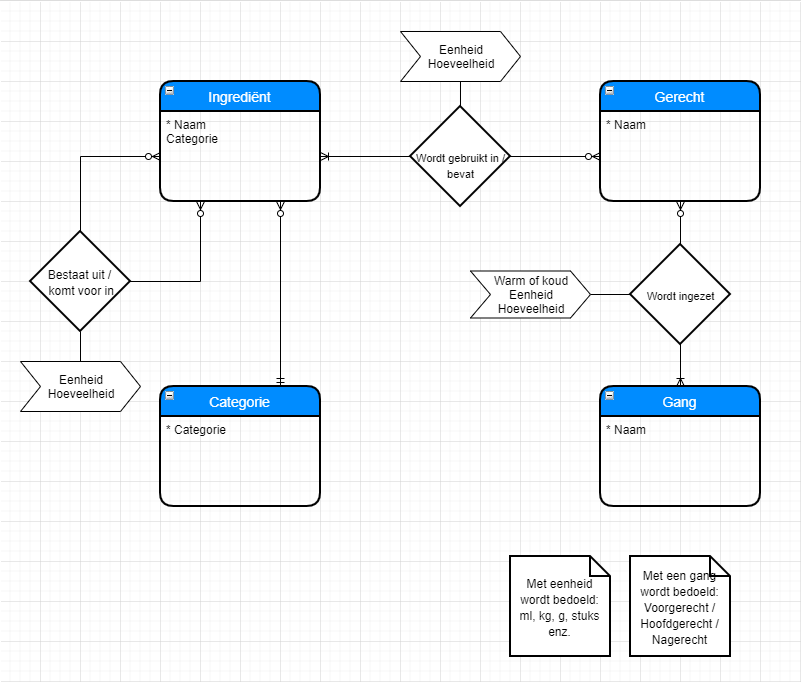 Eenheid
Hoeveelheid
Ingrediënt
* Naam
Categorie
Wordt gebruikt in /
bevat
Gerecht
* Naam
Bestaat uit /
komt voor in
Eenheid
Hoeveelheid
Warm of koud
Eenheid
Hoeveelheid
Wordt ingezet
Categorie
* Categorie
Gang
* Naam
Met eenheid
wordt bedoeld:
ml, kg, g, stuks
enz.
Met een gang
wordt bedoeld:
Voorgerecht /
Hoofdgerecht /
Nagerecht